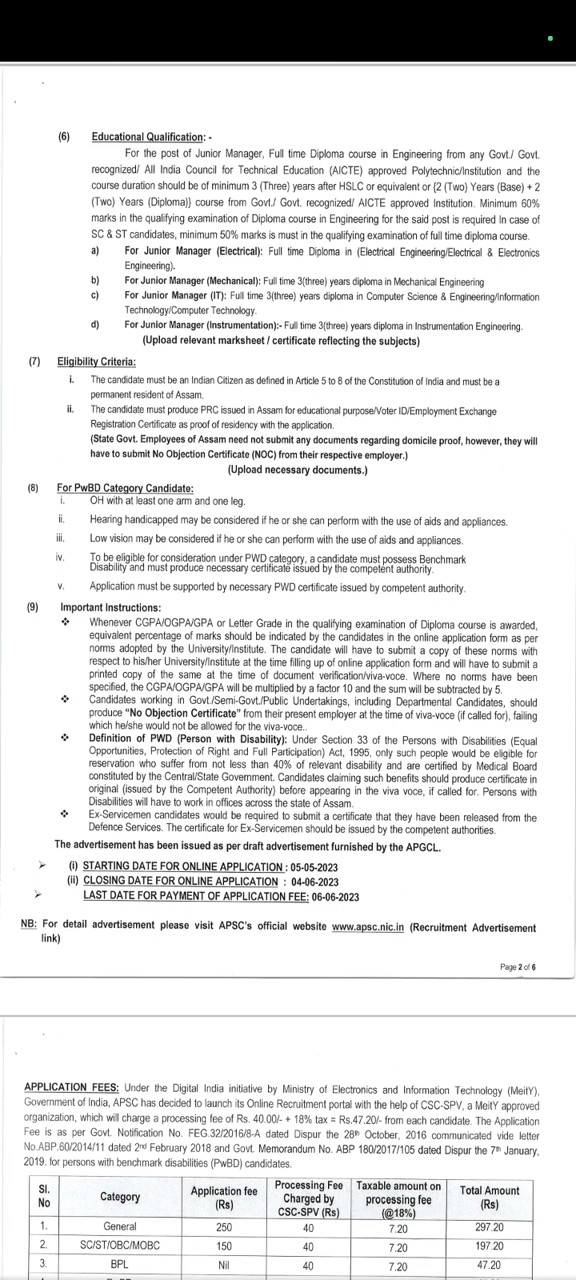 (6) Educational Qualification: -
For the post of Junior Manager, Full time Diploma course in Engineering from any Govt./ Govt.
recognized/ All India Council for Technical Education (AICTE) approved Polytechnic/Institution and the
course duration should be of minimum 3 (Three) years after HSLC or equivalent or {2 (Two) Years (Base) + 2
(Two) Years (Diploma)} course from Govt./ Govt. recognized/ AICTE approved Institution. Minimum 60%
marks in the qualifying examination of Diploma course in Engineering for the said post is required In case of
SC & ST candidates, minimum 50% marks is must in the qualifying examination of full time diploma course.
a) For Junior Manager (Electrical): Full time Diploma in (Electrical Engineering/Electrical & Electronics
Engineering).
b) For Junior Manager (Mechanical): Full time 3(three) years diploma in Mechanical Engineering
c) For Junior Manager (IT): Full time 3(three) years diploma in Computer Science & Engineering/Information
Technology/Computer Technology.
d) For Junior Manager (Instrumentation):- Full time 3(three) years diploma in Instrumentation Engineering.
(Upload relevant marksheet / certificate reflecting the subjects)
(7) Eligibility Criteria:
i. The candidate must be an Indian Citizen as defined in Article 5 to 8 of the Constitution of India and must be a
permanent resident of Assam.
ii. The candidate must produce PRC issued in Assam for educational purpose/Voter ID/Employment Exchange
Registration Certificate as proof of residency with the application.
(State Govt. Employees of Assam need not submit any documents regarding domicile proof, however, they will
have to submit No Objection Certificate (NOC) from their respective employer.)
(Upload necessary documents.)
(8) For PwBD Category Candidate:
i. OH with at least one arm and one leg.
ii. Hearing handicapped may be considered if he or she can perform with the use of aids and appliances.
iii. Low vision may be considered if he or she can perform with the use of aids and appliances.
iv. To be eligible for consideration under PWD category, a candidate must possess Benchmark
Disability and must produce necessary certificate issued by the competent authority.
v. Application must be supported by necessary PWD certificate issued by competent authority.
(9) Important Instructions:
❖ Whenever CGPA/OGPA/GPA or Letter Grade in the qualifying examination of Diploma course is awarded,
equivalent percentage of marks should be indicated by the candidates in the online application form as per
norms adopted by the University/Institute. The candidate will have to submit a copy of these norms with
respect to his/her University/Institute at the time filling up of online application form and will have to submit a
printed copy of the same at the time of document verification/viva-voce. Where no norms have been
specified, the CGPA/OGPA/GPA will be multiplied by a factor 10 and the sum will be subtracted by 5.
❖ Candidates working in Govt./Semi-Govt./Public Undertakings, including Departmental Candidates, should
produce "No Objection Certificate" from their present employer at the time of viva-voce (if called for), failing
which he/she would not be allowed for the viva-voce..
❖ Definition of PWD (Person with Disability): Under Section 33 of the Persons with Disabilities (Equal
Opportunities, Protection of Right and Full Participation) Act, 1995, only such people would be eligible for
reservation who suffer from not less than 40% of relevant disability and are certified by Medical Board
constituted by the Central/State Government. Candidates claiming such benefits should produce certificate in
original (issued by the Competent Authority) before appearing in the viva voce, if called for. Persons with
Disabilities will have to work in offices across the state of Assam.
❖ Ex-Servicemen candidates would be required to submit a certificate that they have been released from the
Defence Services. The certificate for Ex-Servicemen should be issued by the competent authorities.
The advertisement has been issued as per draft advertisement furnished by the APGCL.
➢ (i) STARTING DATE FOR ONLINE APPLICATION : 05-05-2023
(ii) CLOSING DATE FOR ONLINE APPLICATION : 04-06-2023
➢ LAST DATE FOR PAYMENT OF APPLICATION FEE: 06-06-2023
NB: For detail advertisement please visit APSC's official website www.apsc.nic.in (Recruitment Advertisement
link)
Page 2 of 6
APPLICATION FEES: Under the Digital India initiative by Ministry of Electronics and Information Technology (MeitY),
Government of India, APSC has decided to launch its Online Recruitment portal with the help of CSC-SPV, a MeitY approved
organization, which will charge a processing fee of Rs. 40.00/- + 18% tax = Rs.47.20/- from each candidate. The Application
Fee is as per Govt. Notification No. FEG.32/2016/8-A dated Dispur the 28th October, 2016 communicated vide letter
No.ABP.60/2014/11 dated 2nd February 2018 and Govt. Memorandum No. ABP 180/2017/105 dated Dispur the 7th January,
2019. for persons with benchmark disabilities (PwBD) candidates.
Sl. No Category Application fee (Rs) Processing Fee Charged by CSC-SPV (Rs) Taxable amount on processing fee (@18%) Total Amount (Rs)
1. General 250 40 7.20 297.20
2. SC/ST/OBC/MOBC 150 40 7.20 197.20
3. BPL Nil 40 7.20 47.20